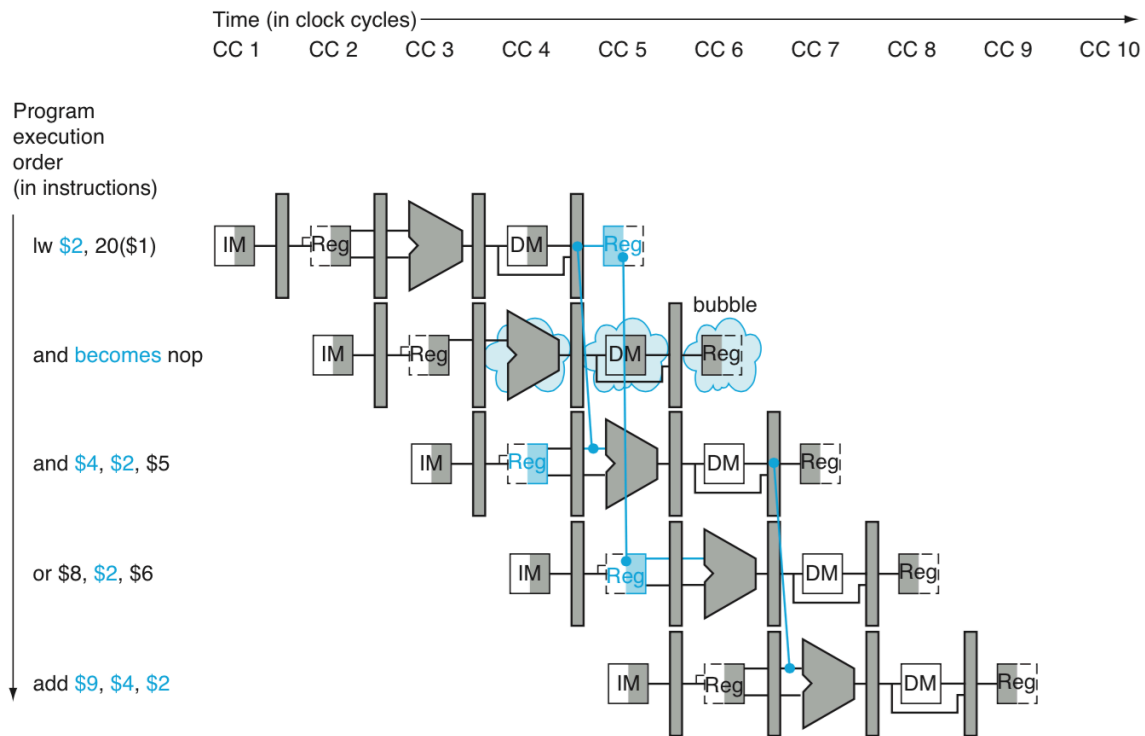 Time (in clock cycles)
CC 1 CC 2 CC 3 CC 4 CC 5 CC 6 CC 7 CC 8 CC 9 CC 10
Program
execution
order
(in instructions)
lw $2, 20($1)
IM Reg DM Reg
bubble
and becomes nop
IM Reg DM Reg
and $4, $2, $5
IM Reg DM Reg
or $8, $2, $6
IM Reg DM Reg
add $9, $4, $2
IM Reg DM Reg